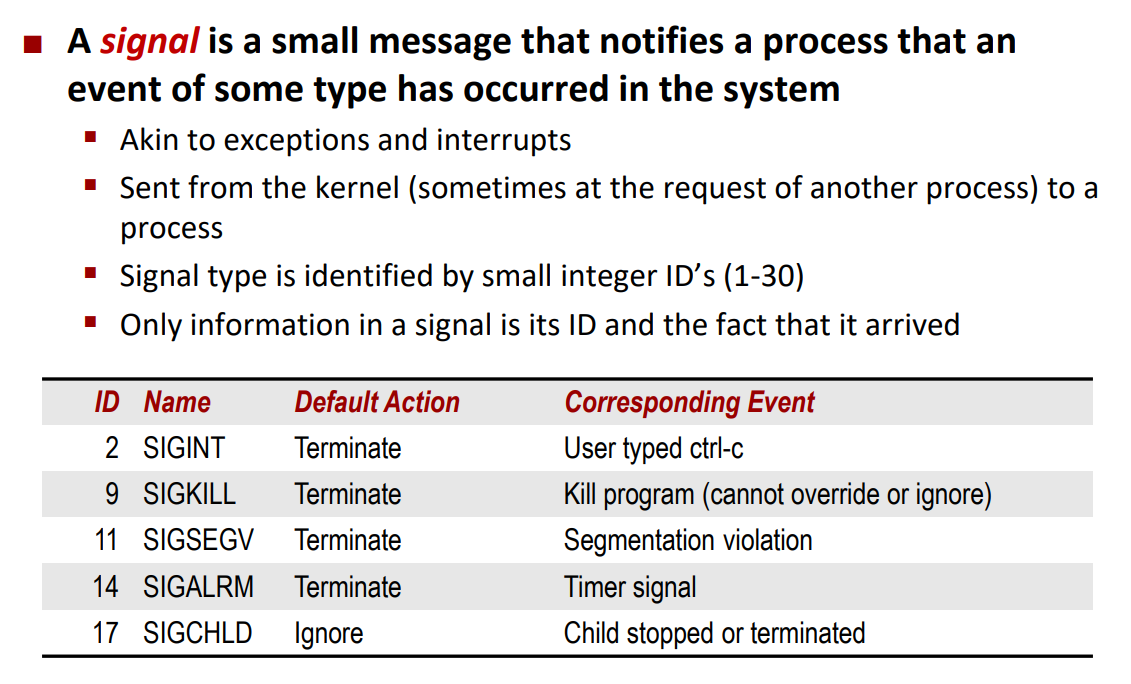 A signal is a small message that notifies a process that an
event of some type has occurred in the system
Akin to exceptions and interrupts
Sent from the kernel (sometimes at the request of another process) to a
process
Signal type is identified by small integer ID’s (1-30)
Only information in a signal is its ID and the fact that it arrived
ID Name Default Action Corresponding Event
2 SIGINT Terminate User typed ctrl-c
9 SIGKILL Terminate Kill program (cannot override or ignore)
11 SIGSEGV Terminate Segmentation violation
14 SIGALRM Terminate Timer signal
17 SIGCHLD Ignore Child stopped or terminated